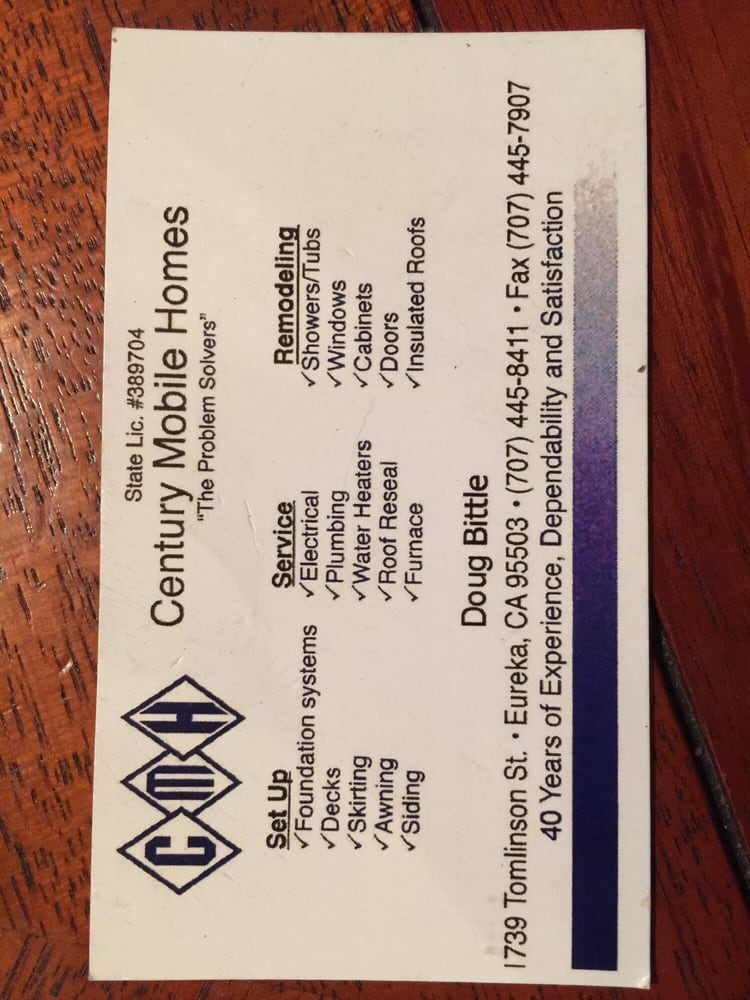 CMH
State Lic. #389704
Century Mobile Homes
"The Problem Solvers"
Set Up
✓Foundation systems
✓Decks
✓Skirting
✓Awning
✓Siding
Service
✓Electrical
✓Plumbing
✓Water Heaters
✓Roof Reseal
✓Furnace
Remodeling
✓Showers/Tubs
✓Windows
✓Cabinets
✓Doors
✓Insulated Roofs
Doug Bittle
1739 Tomlinson St. • Eureka, CA 95503 • (707) 445-8411 • Fax (707) 445-7907
40 Years of Experience, Dependability and Satisfaction